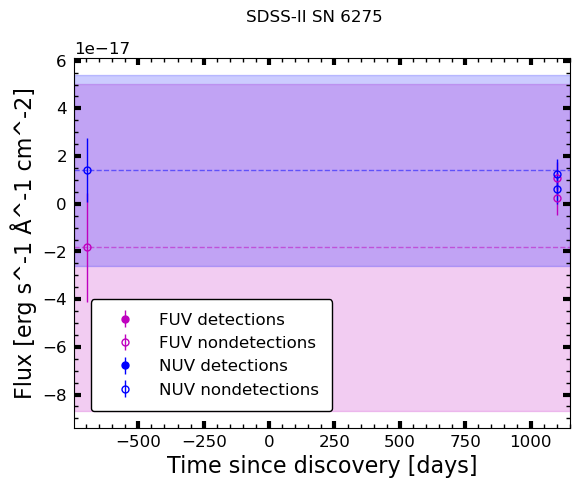 SDSS-II SN 6275
1e−17
6
4
2
0
−2
−4
−6
−8
Flux [erg s^-1 Å^-1 cm^-2]
FUV detections
FUV nondetections
NUV detections
NUV nondetections
−500 −250 0 250 500 750 1000
Time since discovery [days]